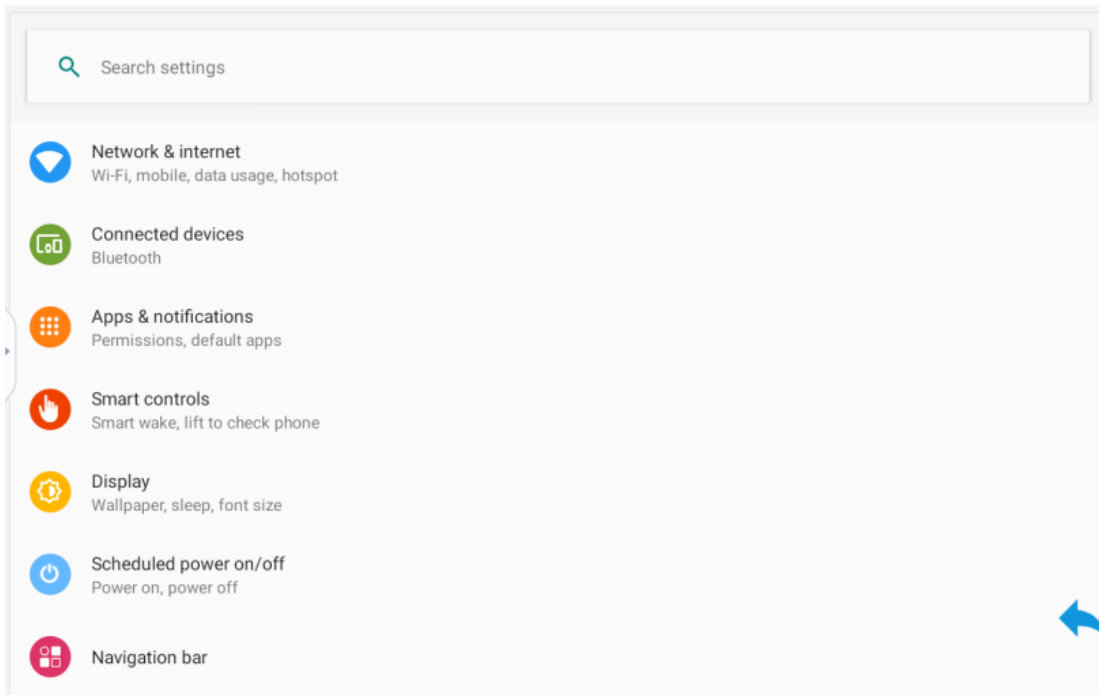 Search settings
Network & internet
Wi-Fi, mobile, data usage, hotspot
Connected devices
Bluetooth
Apps & notifications
Permissions, default apps
Smart controls
Smart wake, lift to check phone
Display
Wallpaper, sleep, font size
Scheduled power on/off
Power on, power off
Navigation bar